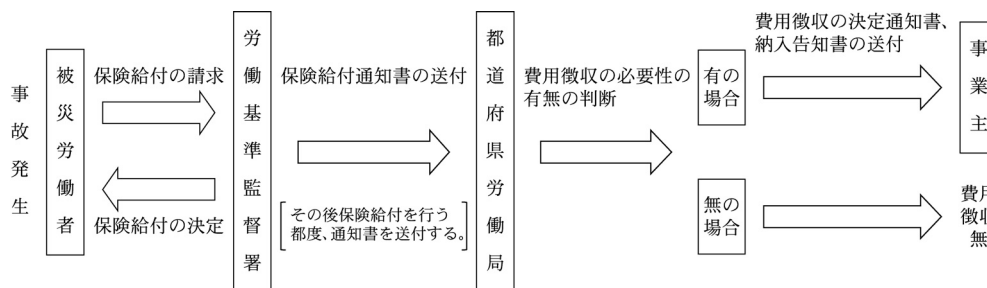 事故発生
被災労働者
保険給付の請求
保険給付の決定
労働基準監督署
保険給付通知書の送付
その後保険給付を行う
都度、通知書を送付する。
都道府県労働局
費用徴収の必要性の
有無の判断
有の
場合
費用徴収の決定通知書、
納入告知書の送付
事業主
無の
場合
費用
徴収
無